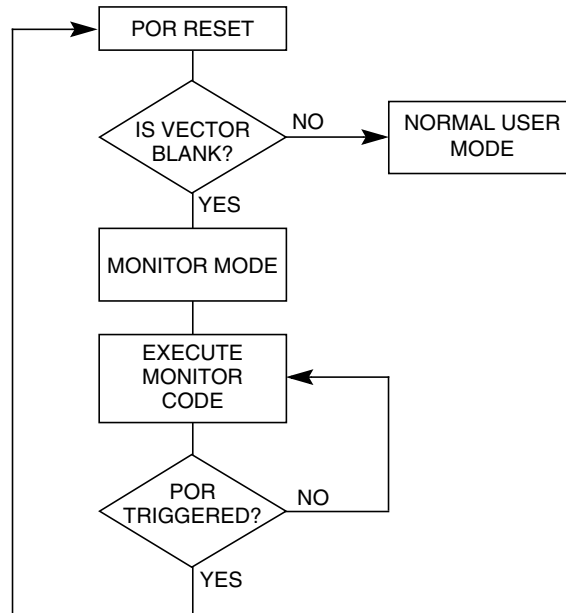 POR RESET
IS VECTOR
BLANK?
NO
NORMAL USER
MODE
YES
MONITOR MODE
EXECUTE
MONITOR
CODE
POR
TRIGGERED?
NO
YES